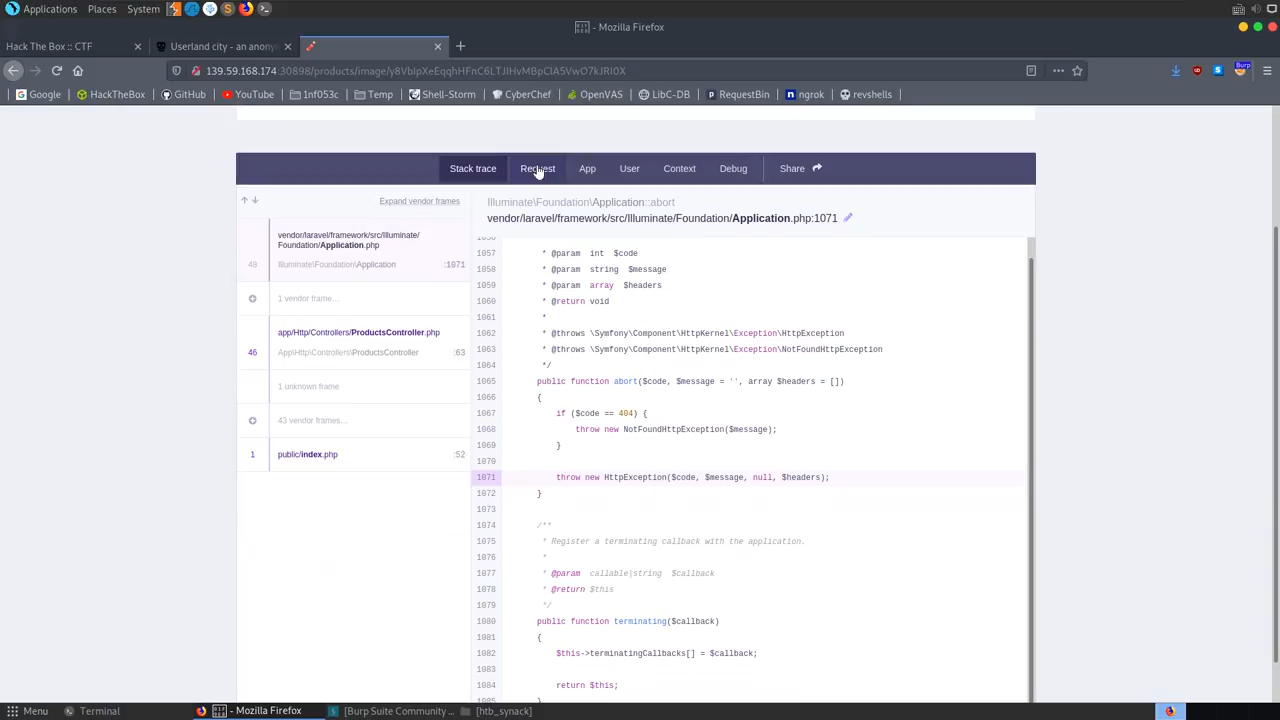 Applications Places System
- Mozilla Firefox
Hack The Box :: CTF
Userland city - an anony
139.59.168.174:30898/products/image/y8VbIpXeEqqhHFnC6LTJIHvMBpCIA5VwO7kJRI0X
Burp
Google HackTheBox GitHub YouTube 1nf053c Temp Shell-Storm CyberChef OpenVAS LibC-DB RequestBin ngrok revshells
Stack trace Request App User Context Debug Share
Expand vendor frames
vendor/laravel/framework/src/Illuminate/
Foundation/Application.php
48 Illuminate\Foundation\Application :1071
1 vendor frame…
app/Http/Controllers/ProductsController.php
46 App\Http\Controllers\ProductsController :63
1 unknown frame
43 vendor frames…
1 public/index.php :52
Illuminate\Foundation\Application::abort
vendor/laravel/framework/src/Illuminate/Foundation/Application.php:1071
1056
1057 * @param int $code
1058 * @param string $message
1059 * @param array $headers
1060 * @return void
1061 *
1062 * @throws \Symfony\Component\HttpKernel\Exception\HttpException
1063 * @throws \Symfony\Component\HttpKernel\Exception\NotFoundHttpException
1064 */
1065 public function abort($code, $message = '', array $headers = [])
1066 {
1067 if ($code == 404) {
1068 throw new NotFoundHttpException($message);
1069 }
1070
1071 throw new HttpException($code, $message, null, $headers);
1072 }
1073
1074 /**
1075 * Register a terminating callback with the application.
1076 *
1077 * @param callable|string $callback
1078 * @return $this
1079 */
1080 public function terminating($callback)
1081 {
1082 $this->terminatingCallbacks[] = $callback;
1083
1084 return $this;
1085 }
Menu Terminal - Mozilla Firefox [Burp Suite Community ... [htb_synack]